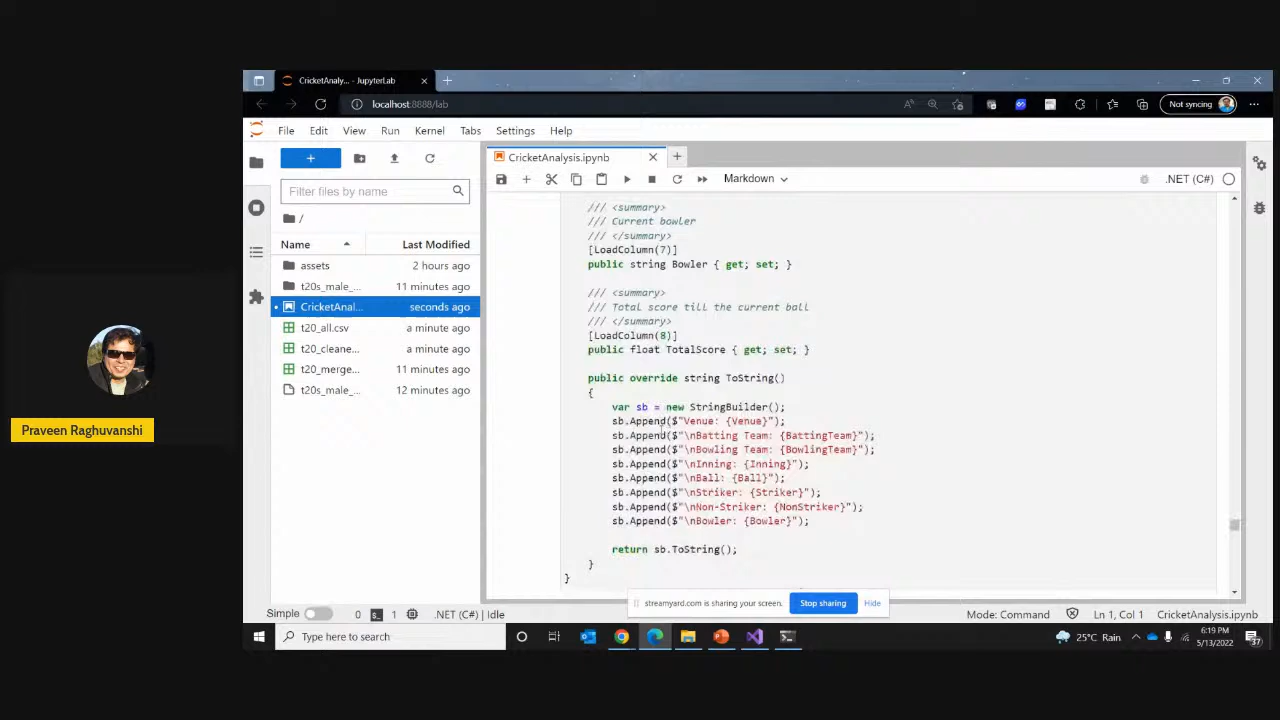 CricketAnaly... - JupyterLab
localhost:8888/lab
Not syncing
File Edit View Run Kernel Tabs Settings Help
CricketAnalysis.ipynb
Markdown
.NET (C#)
Filter files by name
/
Name Last Modified
assets 2 hours ago
t20s_male_... 11 minutes ago
CricketAnal... seconds ago
t20_all.csv a minute ago
t20_cleane... a minute ago
t20_merge... 11 minutes ago
t20s_male_... 12 minutes ago
/// <summary>
/// Current bowler
/// </summary>
[LoadColumn(7)]
public string Bowler { get; set; }
/// <summary>
/// Total score till the current ball
/// </summary>
[LoadColumn(8)]
public float TotalScore { get; set; }
public override string ToString()
{
var sb = new StringBuilder();
sb.Append($"Venue: {Venue}");
sb.Append($"\nBatting Team: {BattingTeam}");
sb.Append($"\nBowling Team: {BowlingTeam}");
sb.Append($"\nInning: {Inning}");
sb.Append($"\nBall: {Ball}");
sb.Append($"\nStriker: {Striker}");
sb.Append($"\nNon-Striker: {NonStriker}");
sb.Append($"\nBowler: {Bowler}");
return sb.ToString();
}
}
Praveen Raghuvanshi
streamyard.com is sharing your screen. Stop sharing Hide
Simple 0 1 .NET (C#) | Idle Mode: Command Ln 1, Col 1 CricketAnalysis.ipynb
Type here to search
25°C Rain
6:19 PM
5/13/2022
37